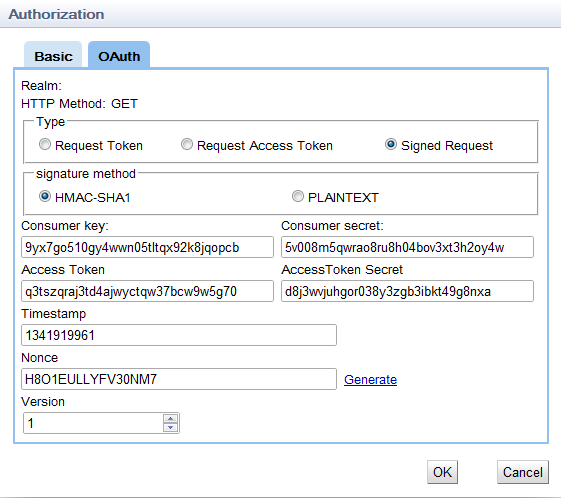 Authorization
Basic OAuth
Realm:
HTTP Method: GET
Type
Request Token Request Access Token Signed Request
signature method
HMAC-SHA1 PLAINTEXT
Consumer key: Consumer secret:
9yx7go510gy4wwn05tltqx92k8jqopcb 5v008m5qwrao8ru8h04bov3xt3h2oy4w
Access Token AccessToken Secret
q3tszqraj3td4ajwyctqw37bcw9w5g70 d8j3wvjuhgor038y3zgb3ibkt49g8nxa
Timestamp
1341919961
Nonce
H8O1EULLYFV30NM7 Generate
Version
1
OK Cancel